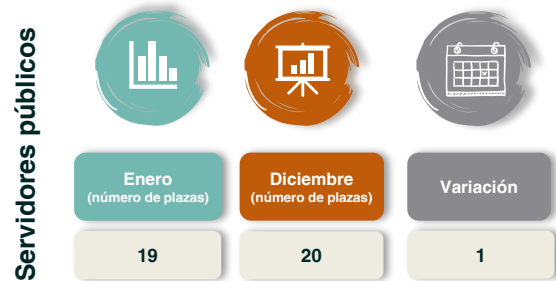 Servidores públicos
Enero
(número de plazas)
Diciembre
(número de plazas)
Variación
19
20
1